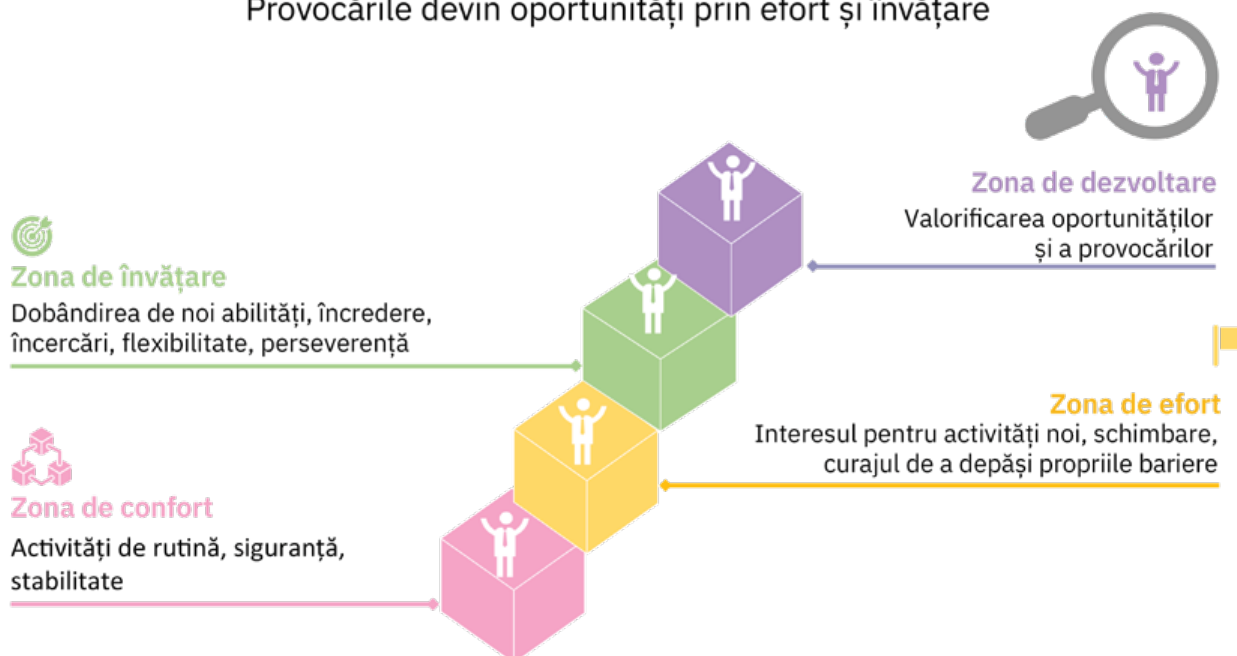 Provocările devin oportunități prin efort și învățare
Zona de dezvoltare
Valorificarea oportunităților
și a provocărilor
Zona de învățare
Dobândirea de noi abilități, încredere,
încercări, flexibilitate, perseverență
Zona de efort
Interesul pentru activități noi, schimbare,
curajul de a depăși propriile bariere
Zona de confort
Activități de rutină, siguranță,
stabilitate